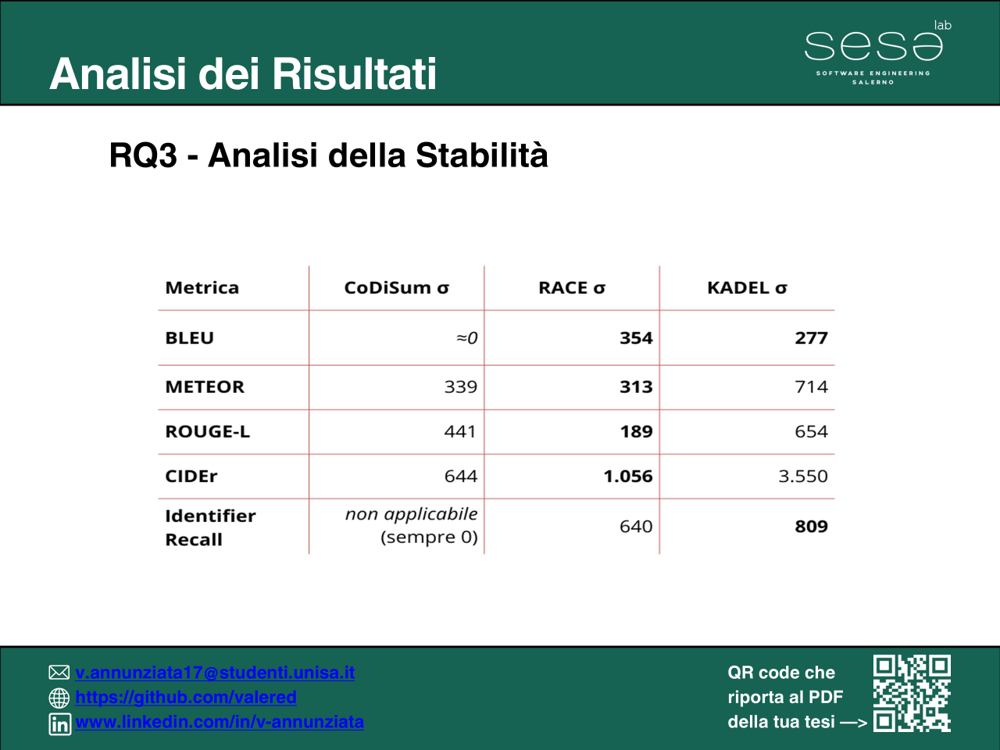 Analisi dei Risultati
sesa lab
SOFTWARE ENGINEERING
SALERNO
RQ3 - Analisi della Stabilità
Metrica CoDiSum σ RACE σ KADEL σ
BLEU ≈0 354 277
METEOR 339 313 714
ROUGE-L 441 189 654
CIDEr 644 1.056 3.550
Identifier Recall non applicabile (sempre 0) 640 809
v.annunziata17@studenti.unisa.it
https://github.com/valered
www.linkedin.com/in/v-annunziata
QR code che
riporta al PDF
della tua tesi —>